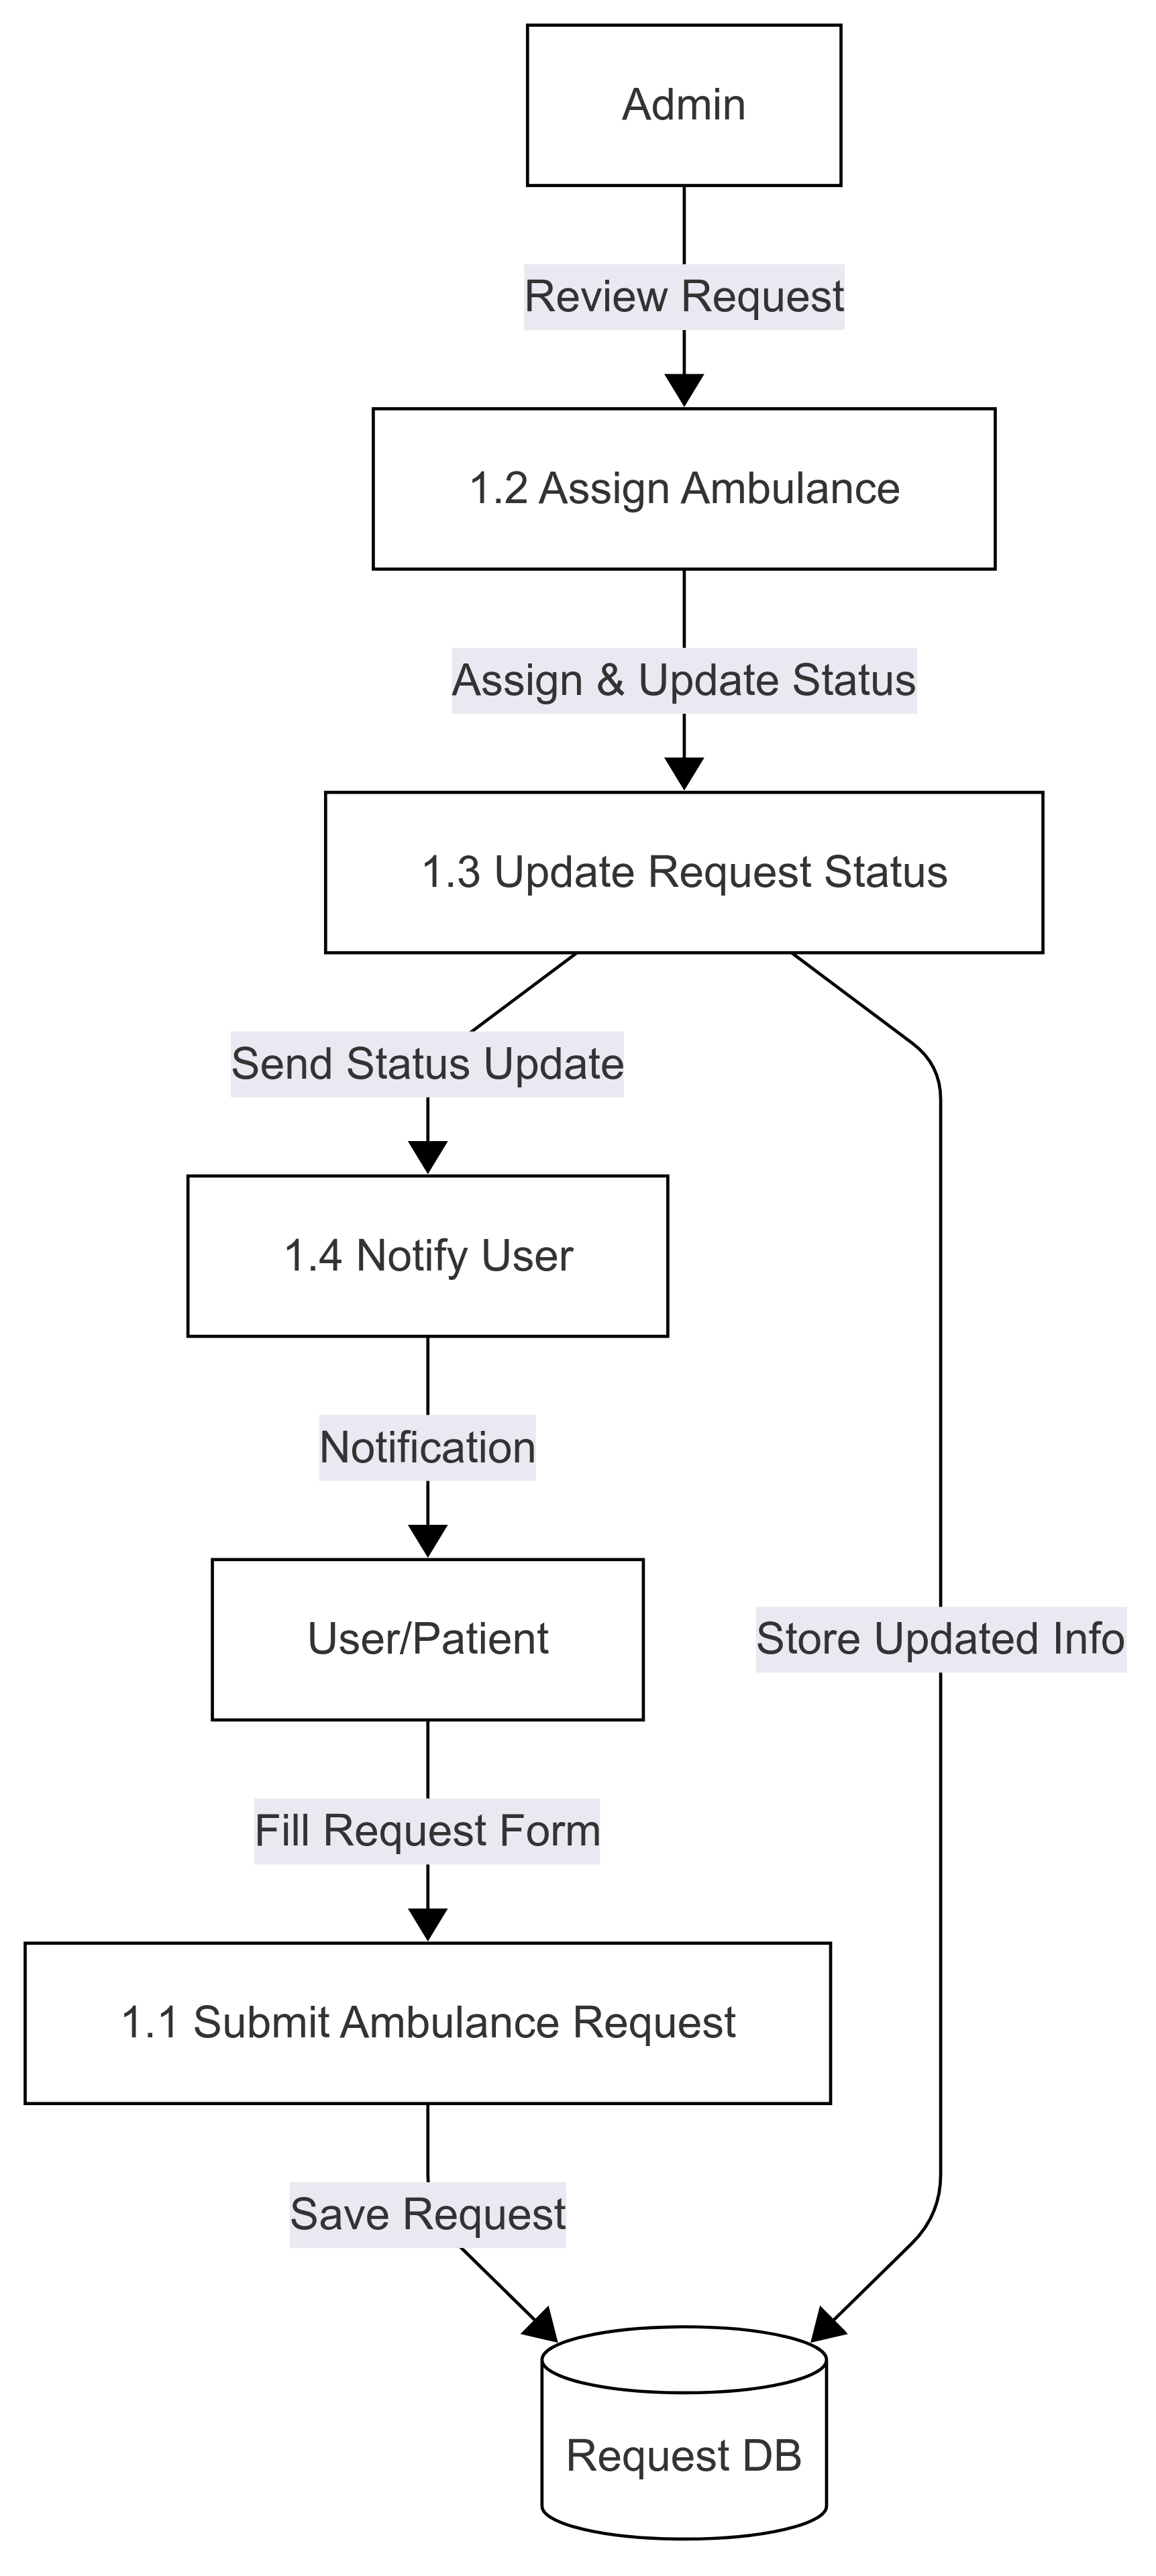 Admin
Review Request
1.2 Assign Ambulance
Assign & Update Status
1.3 Update Request Status
Send Status Update
1.4 Notify User
Notification
User/Patient
Store Updated Info
Fill Request Form
1.1 Submit Ambulance Request
Save Request
Request DB